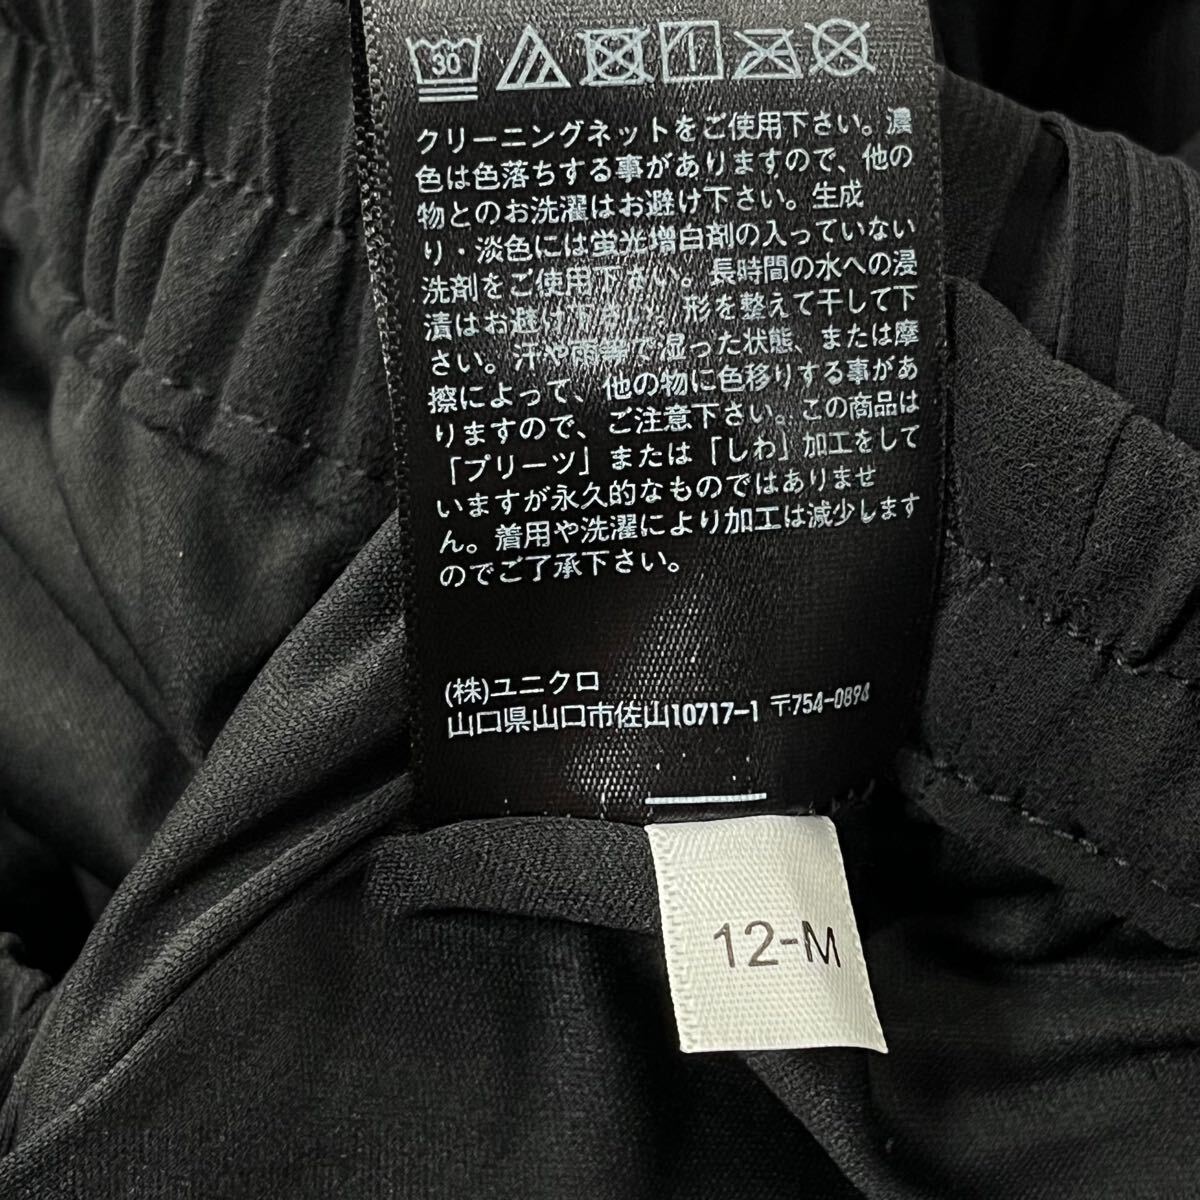 30
クリーニングネットをご使用下さい。濃
色は色落ちする事がありますので、他の
物とのお洗濯はお避け下さい。生成
り・淡色には蛍光増白剤の入っていない
洗剤をご使用下さい。長時間の水への浸
漬はお避け下さい。形を整えて干して下
さい。汗や雨等で湿った状態、または摩
擦によって、他の物に色移りする事があ
りますので、ご注意下さい。この商品は
「プリーツ」または「しわ」加工をして
いますが永久的なものではありませ
ん。着用や洗濯により加工は減少します
のでご了承下さい。
(株)ユニクロ
山口県山口市佐山10717-1 〒754-0894
12-M